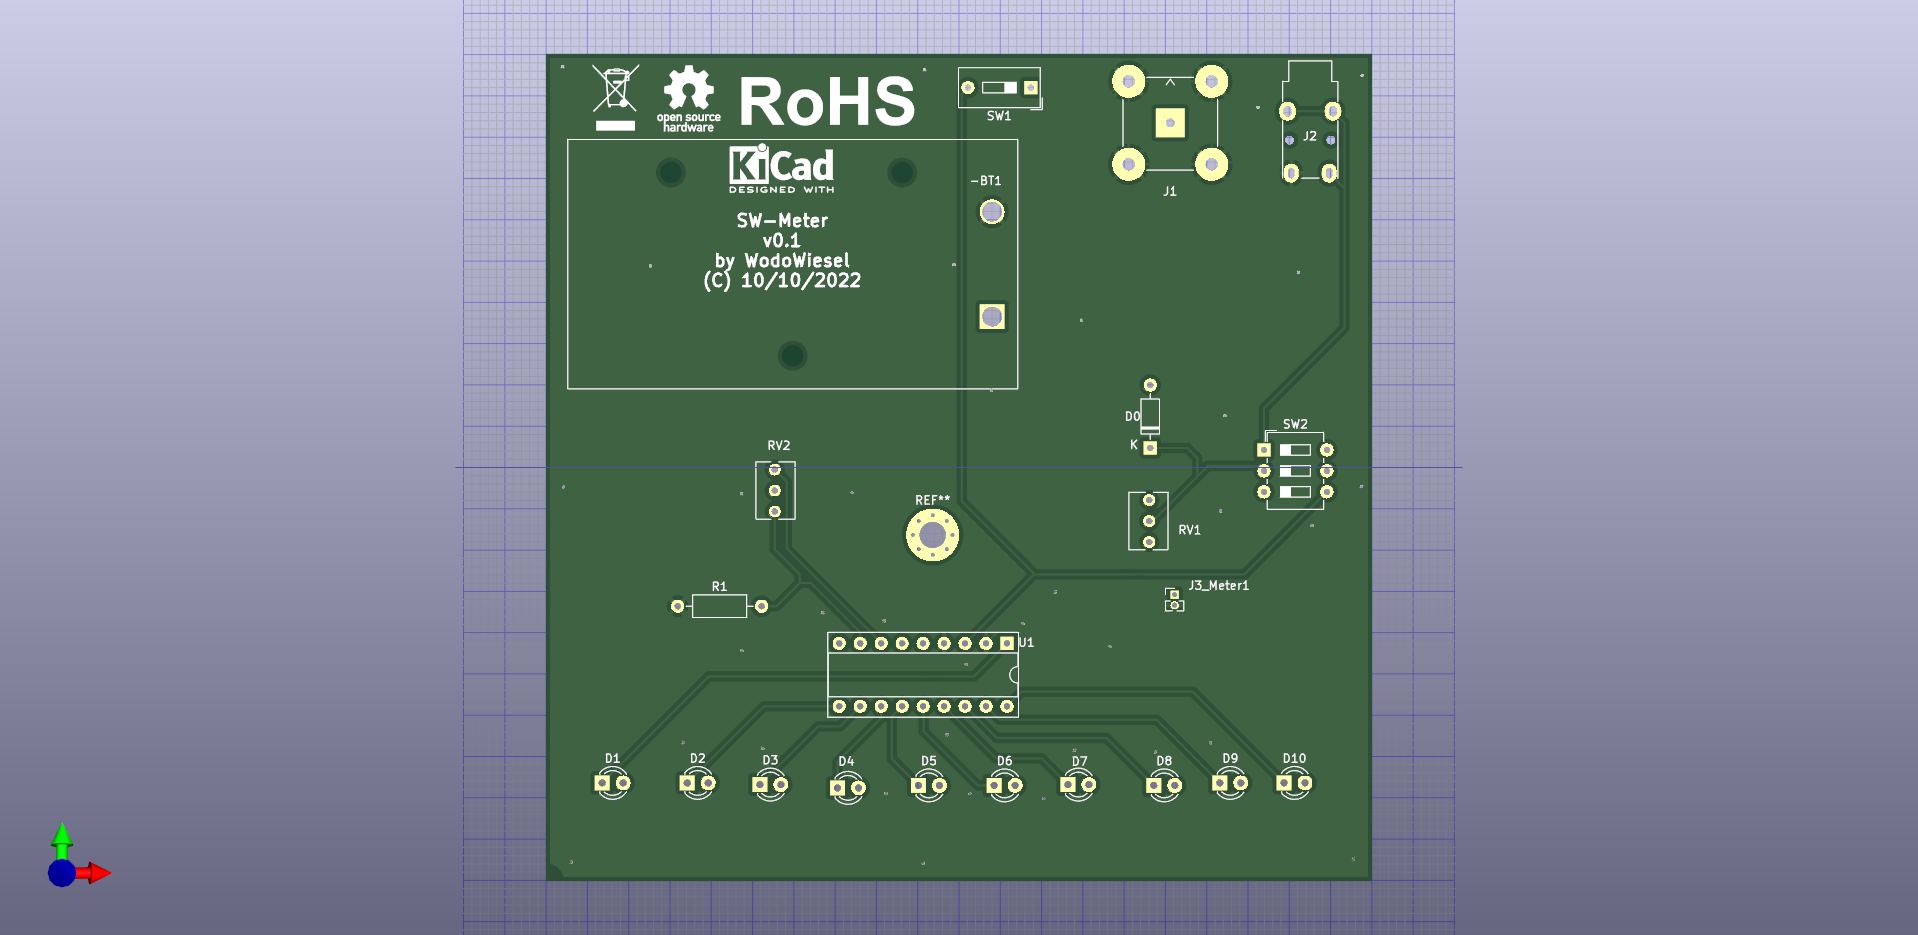 open source
hardware
RoHS
SW1
J2
KiCad
DESIGNED WITH
-BT1
J1
SW-Meter
v0.1
by WodoWiesel
(C) 10/10/2022
D0
K
SW2
RV2
REF**
RV1
R1
J3_Meter1
U1
D1
D2
D3
D4
D5
D6
D7
D8
D9
D10